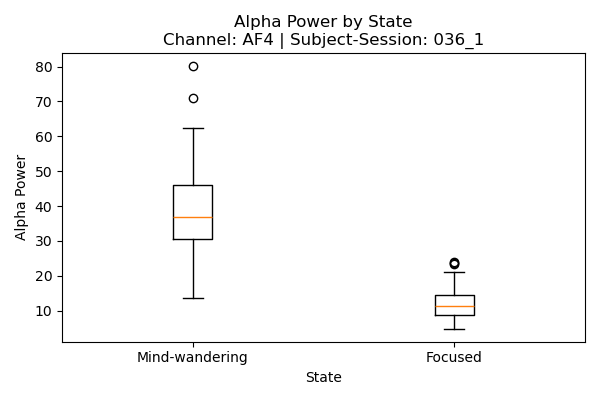 Alpha Power by State
Channel: AF4 | Subject-Session: 036_1
Alpha Power
80
70
60
50
40
30
20
10
Mind-wandering
Focused
State